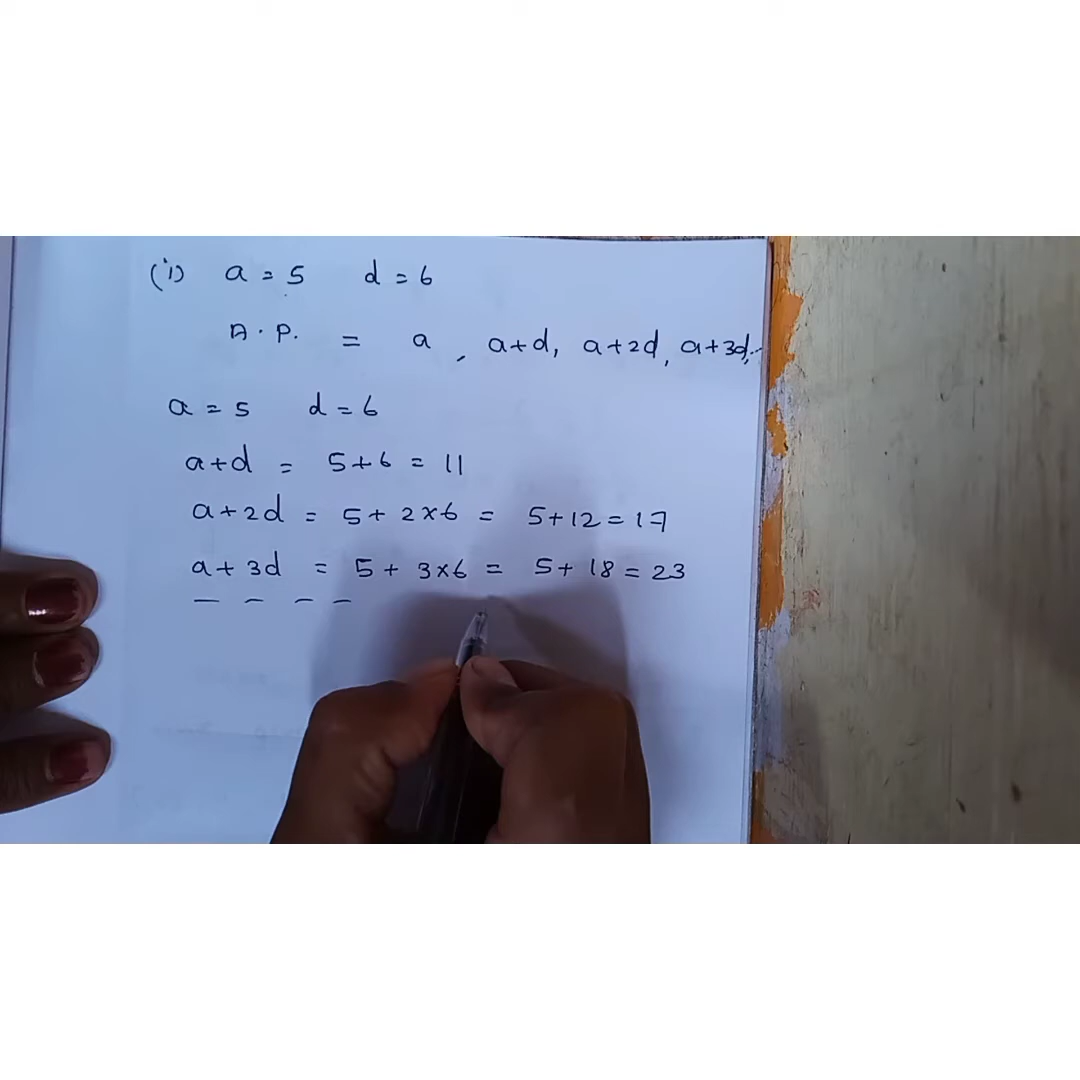 (i) a = 5 d = 6
A.P. = a, a+d, a+2d, a+3d,..
a = 5 d = 6
a+d = 5+6 = 11
a+2d = 5+2×6 = 5+12=17
a+3d = 5+3×6 = 5+18=23
– – – –